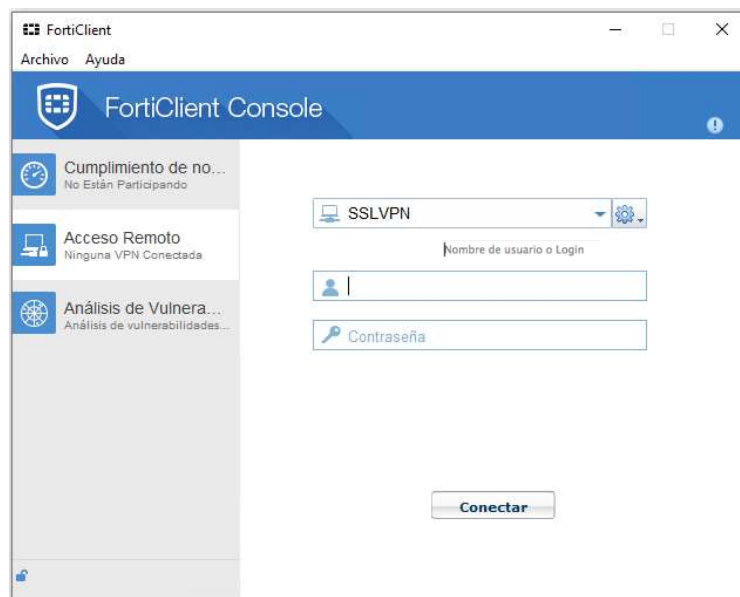 FortiClient
Archivo Ayuda
FortiClient Console
Cumplimiento de no...
No Están Participando
Acceso Remoto
Ninguna VPN Conectada
Análisis de Vulnera...
Análisis de vulnerabilidades...
SSLVPN
Nombre de usuario o Login
Contraseña
Conectar